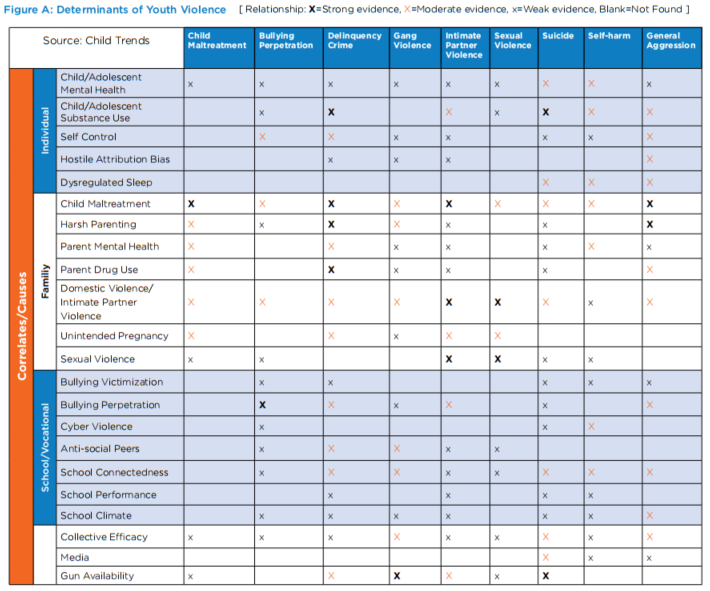 Figure A: Determinants of Youth Violence [ Relationship: X=Strong evidence, X=Moderate evidence, x=Weak evidence, Blank=Not Found ]
Source: Child Trends
Child
Maltreatment
Bullying
Perpetration
Delinquency
Crime
Gang
Violence
Intimate
Partner
Violence
Sexual
Violence
Suicide
Self-harm
General
Aggression
Correlates/Causes
Individual
Child/Adolescent
Mental Health
x x x x x x X X x
Child/Adolescent
Substance Use
x X X x X X X
Self Control X X x x x x X
Hostile Attribution Bias x x x X
Dysregulated Sleep X X X
Familiy
Child Maltreatment X X X X X X X X X
Harsh Parenting X x X X x x X
Parent Mental Health X X x x x X x
Parent Drug Use X X x x x X
Domestic Violence/
Intimate Partner
Violence
X X X X X X X x X
Unintended Pregnancy X X x X X
Sexual Violence x x X X x x
School/Vocational
Bullying Victimization x x x x x
Bullying Perpetration X X x X x X
Cyber Violence x x X
Anti-social Peers x X X x x
School Connectedness x X X x x X X X
School Performance x x x x
School Climate x x x x x x X
Collective Efficacy x x x X x x X x X
Media X x x
Gun Availability x X X X x X